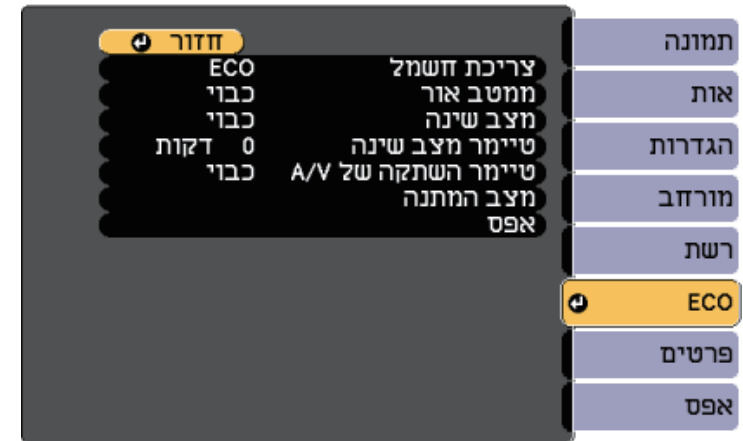 חזור
צריכת חשמל ECO
ממטב אור כבוי
מצב שינה כבוי
טיימר מצב שינה 0 דקות
טיימר השתקה של A/V כבוי
מצב המתנה
אפס
תמונה
אות
הגדרות
מורחב
רשת
ECO
פרטים
אפס